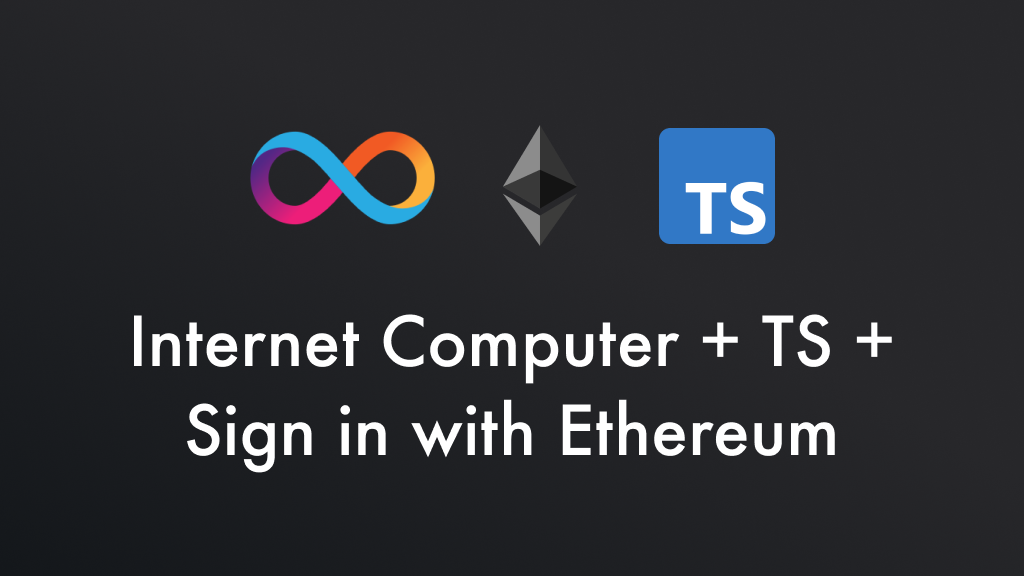 TS
Internet Computer + TS +
Sign in with Ethereum